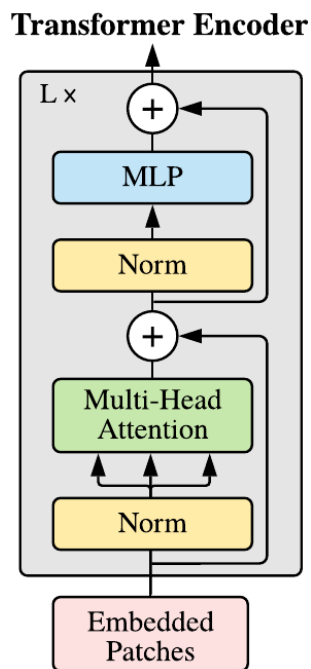 Transformer Encoder
L ×
+
MLP
Norm
+
Multi-Head
Attention
Norm
Embedded
Patches